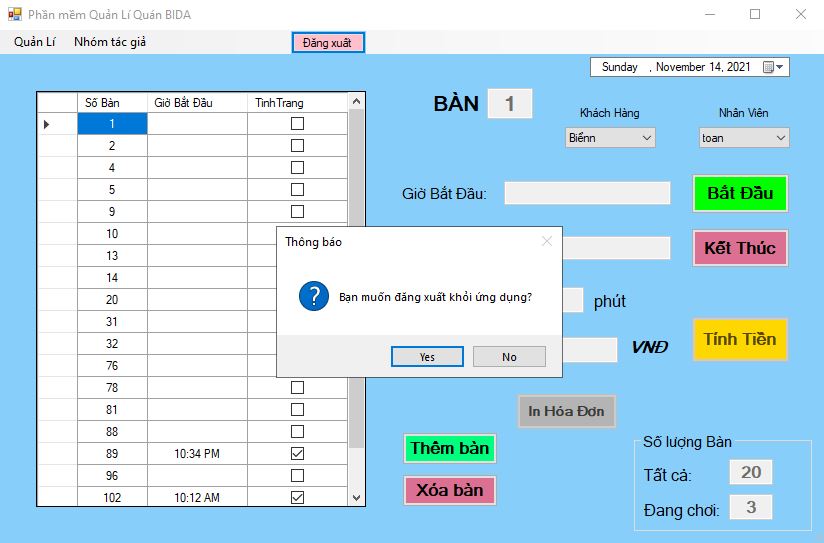 Phần mềm Quản Lí Quán BIDA
Quản Lí Nhóm tác giả Đăng xuất
Sunday , November 14, 2021
Số Bàn Giờ Bắt Đầu TinhTrang
1
2
4
5
9
10
13
14
20
31
32
76
78
81
88
89 10:34 PM
96
102 10:12 AM
BÀN 1
Khách Hàng Nhân Viên
Biểnn toan
Giờ Bắt Đầu: Bắt Đầu
Kết Thúc
phút
VNĐ Tính Tiền
In Hóa Đơn
Thêm bàn
Xóa bàn
Số lượng Bàn
Tất cả: 20
Đang chơi: 3
Thông báo
Bạn muốn đăng xuất khỏi ứng dụng?
Yes No